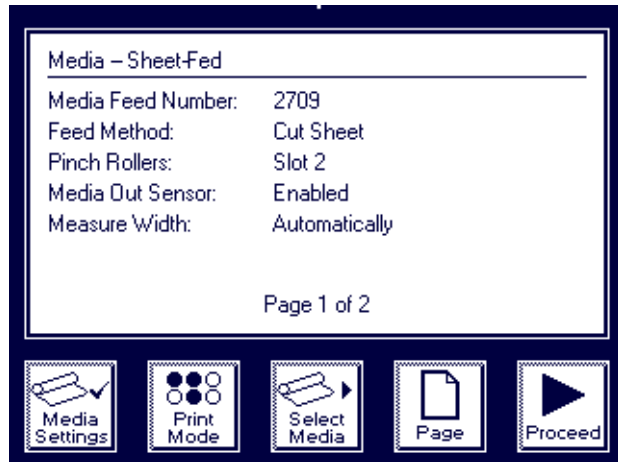 Media – Sheet-Fed
Media Feed Number: 2709
Feed Method: Cut Sheet
Pinch Rollers: Slot 2
Media Out Sensor: Enabled
Measure Width: Automatically
Page 1 of 2
Media
Settings
Print
Mode
Select
Media
Page
Proceed